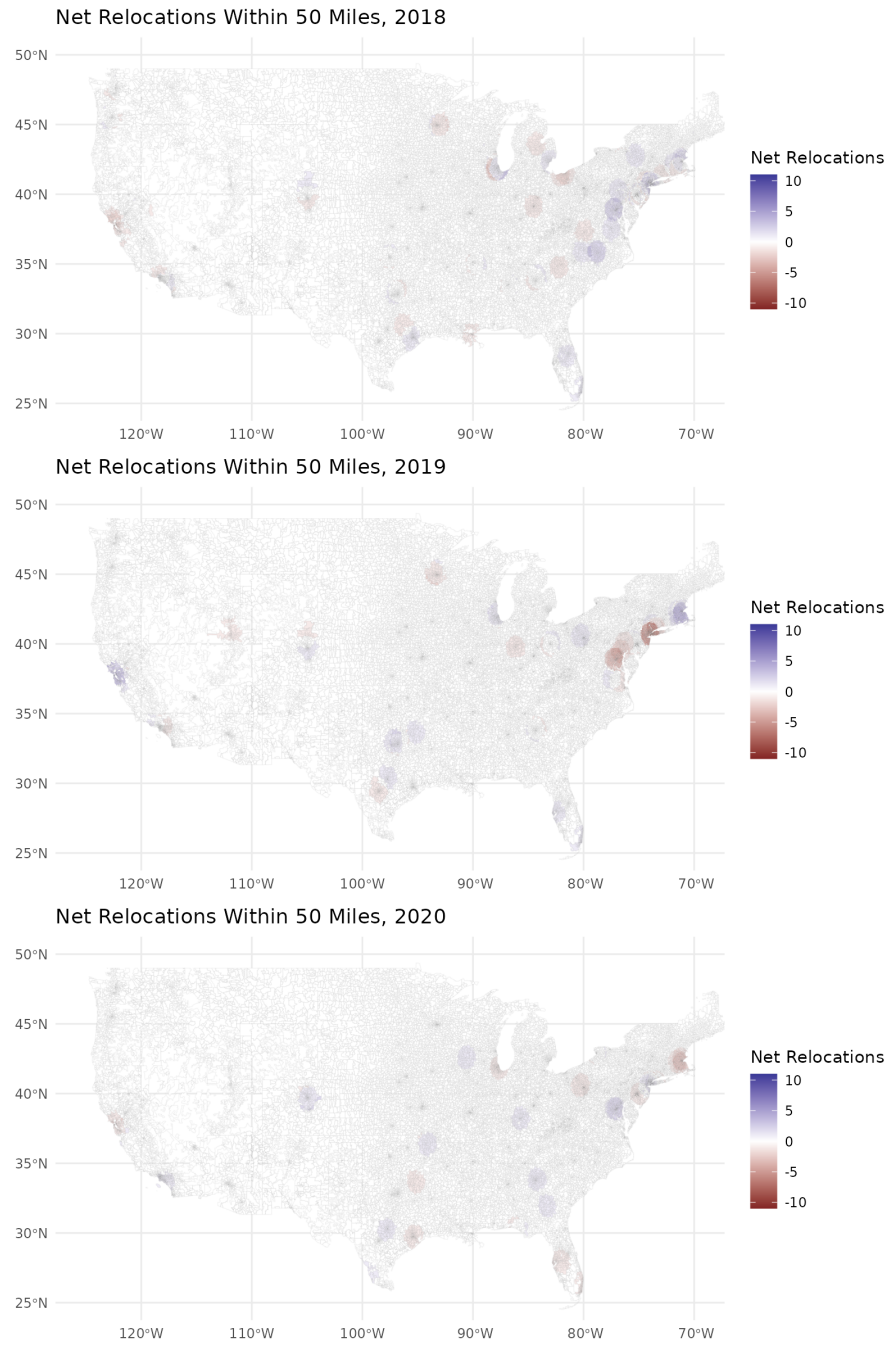 Net Relocations Within 50 Miles, 2018
50°N
45°N
40°N
35°N
30°N
25°N
120°W 110°W 100°W 90°W 80°W 70°W
Net Relocations
10
5
0
-5
-10
Net Relocations Within 50 Miles, 2019
50°N
45°N
40°N
35°N
30°N
25°N
120°W 110°W 100°W 90°W 80°W 70°W
Net Relocations
10
5
0
-5
-10
Net Relocations Within 50 Miles, 2020
50°N
45°N
40°N
35°N
30°N
25°N
120°W 110°W 100°W 90°W 80°W 70°W
Net Relocations
10
5
0
-5
-10